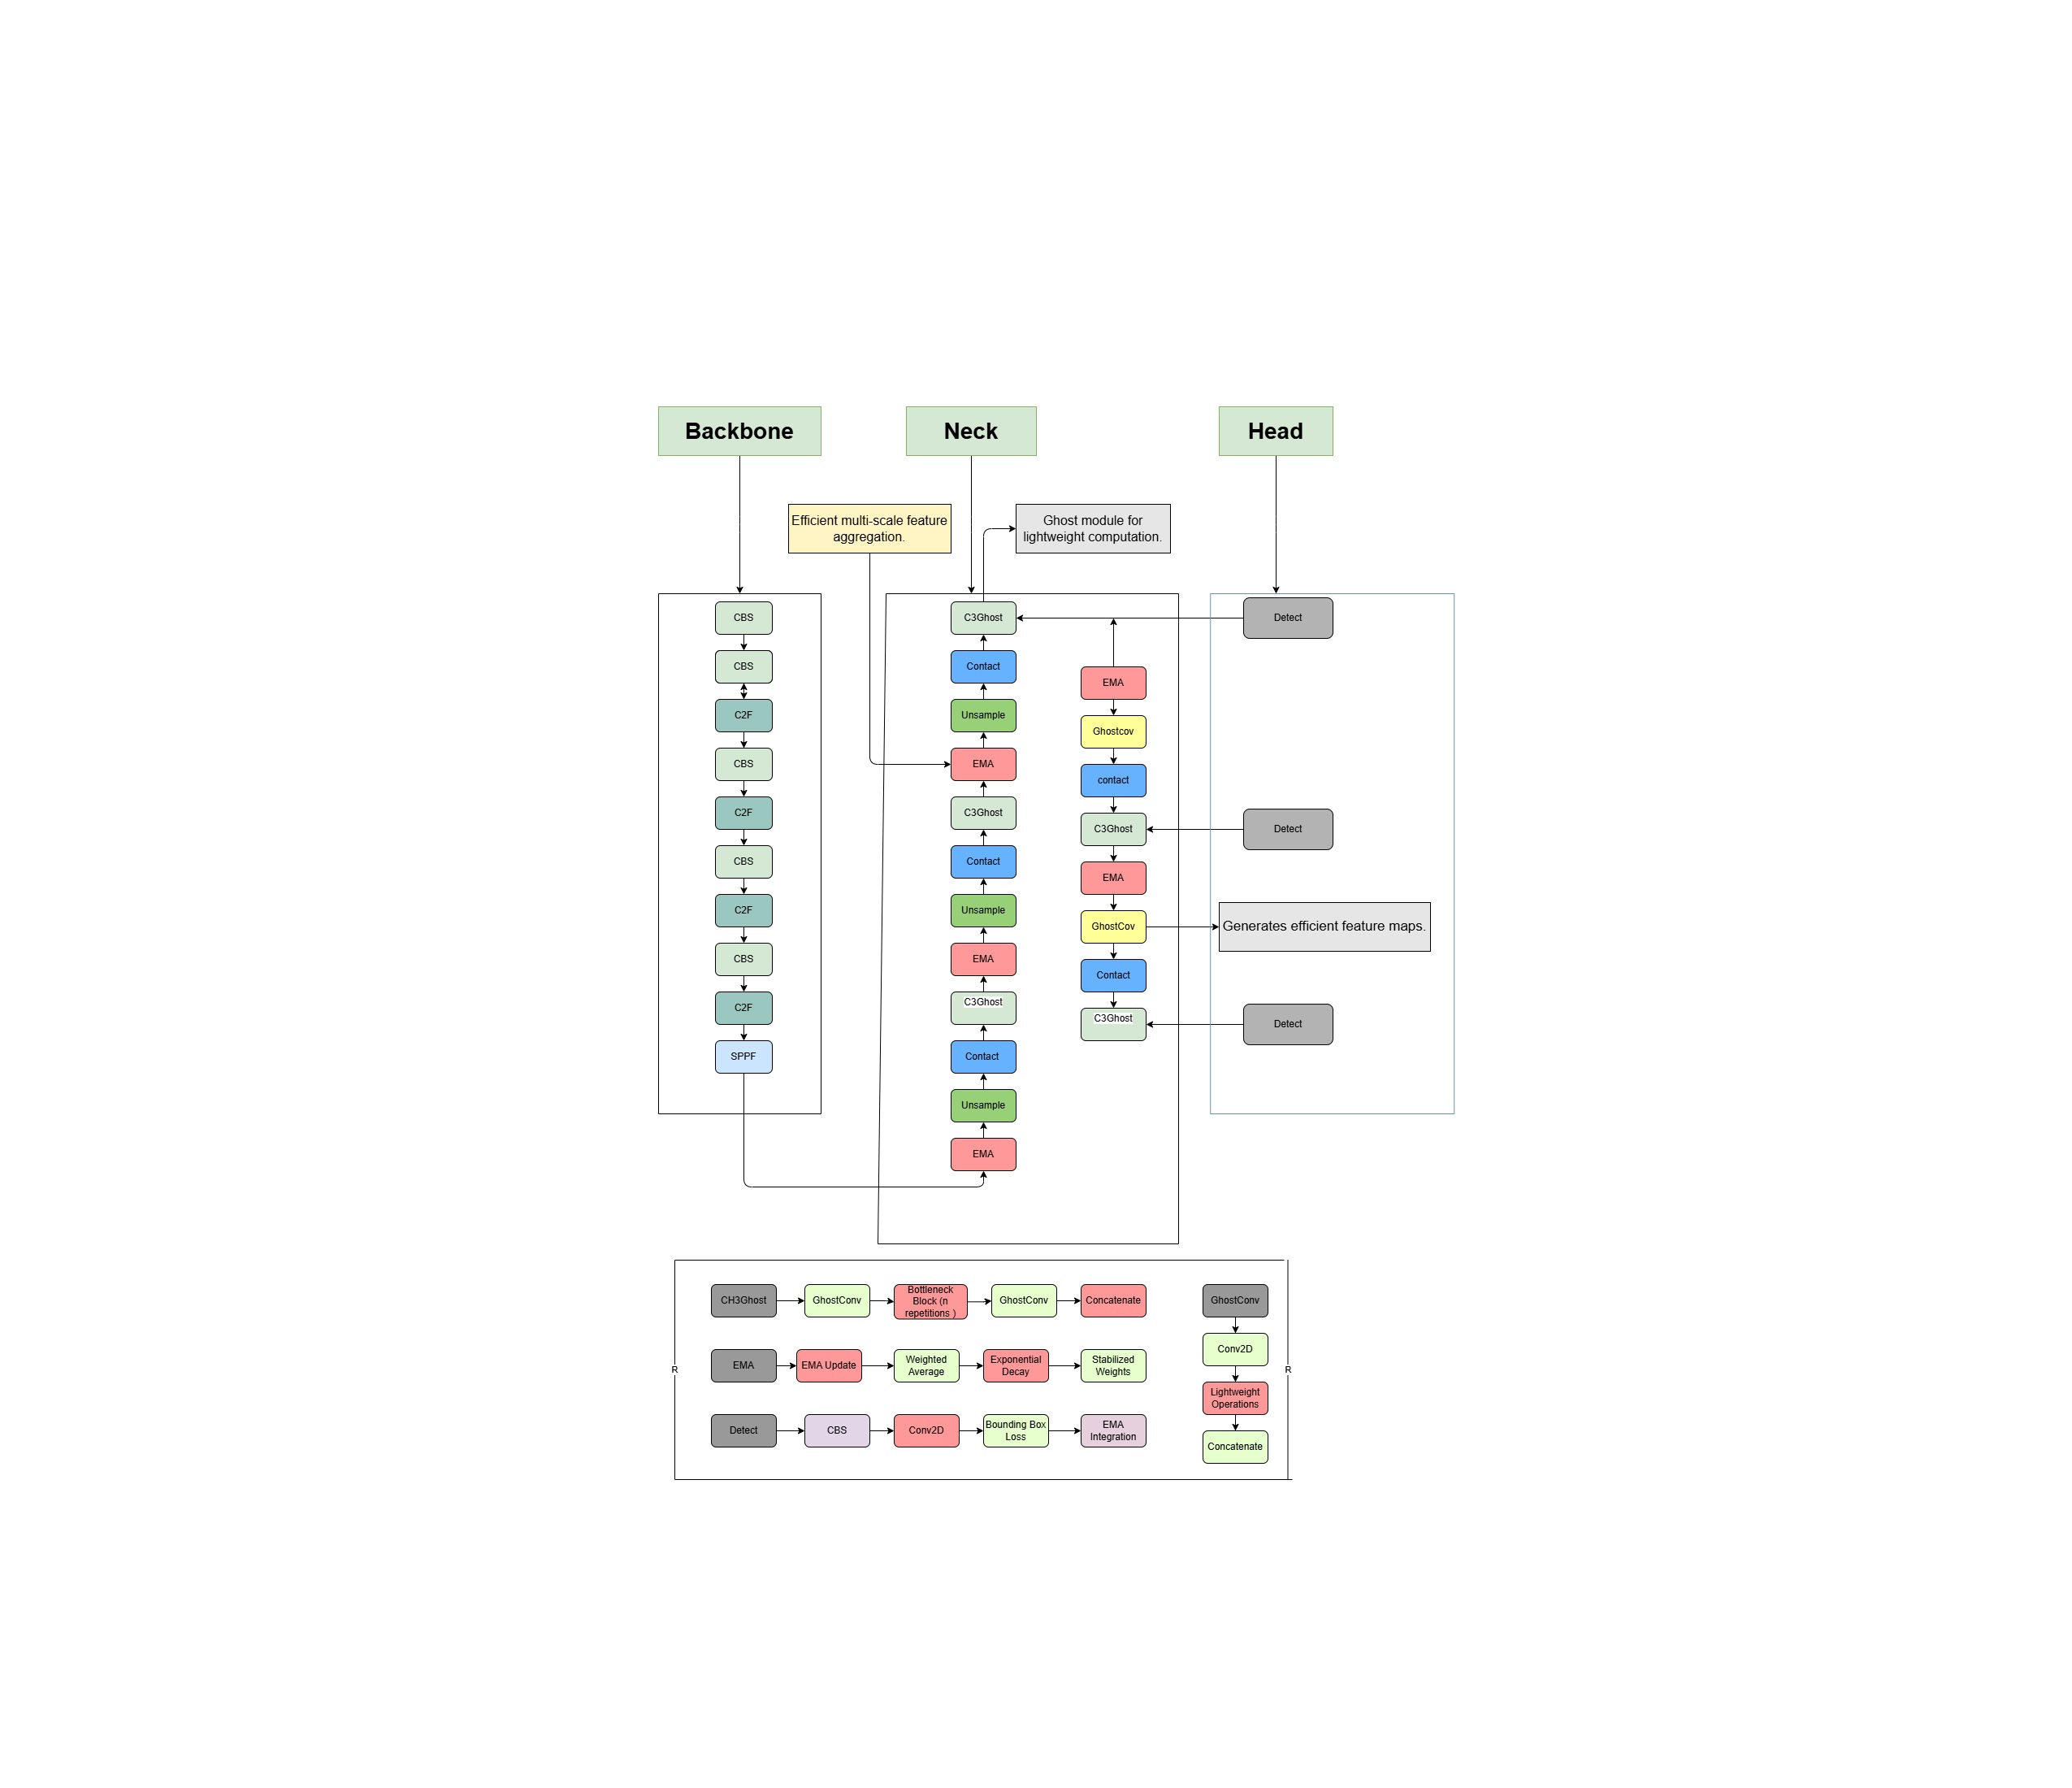 Backbone
Neck
Head
Efficient multi-scale feature
aggregation.
Ghost module for
lightweight computation.
CBS
CBS
C2F
CBS
C2F
CBS
C2F
CBS
C2F
SPPF
C3Ghost
Contact
Unsample
EMA
C3Ghost
Contact
Unsample
EMA
C3Ghost
Contact
Unsample
EMA
EMA
Ghostcov
contact
C3Ghost
EMA
GhostCov
Contact
C3Ghost
Detect
Detect
Generates efficient feature maps.
Detect
R
CH3Ghost
GhostConv
Bottleneck
Block (n
repetitions )
GhostConv
Concatenate
EMA
EMA Update
Weighted
Average
Exponential
Decay
Stabilized
Weights
Detect
CBS
Conv2D
Bounding Box
Loss
EMA
Integration
GhostConv
Conv2D
Lightweight
Operations
Concatenate
R